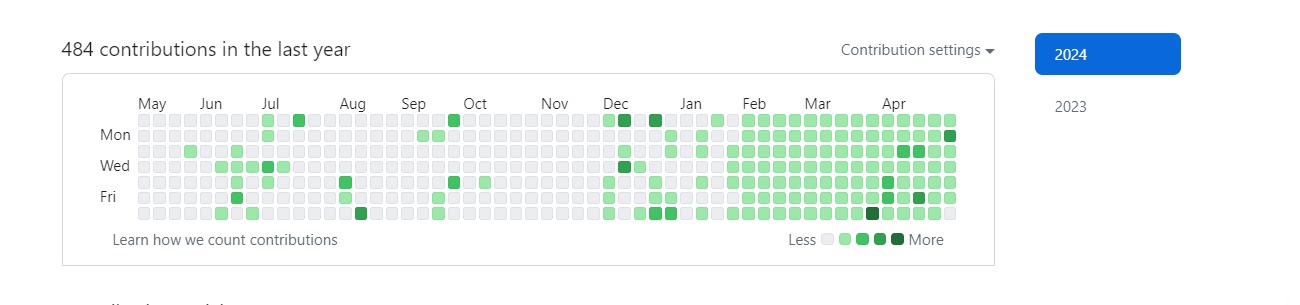 484 contributions in the last year
Contribution settings
2024
2023
May Jun Jul Aug Sep Oct Nov Dec Jan Feb Mar Apr
Mon
Wed
Fri
Learn how we count contributions
Less More